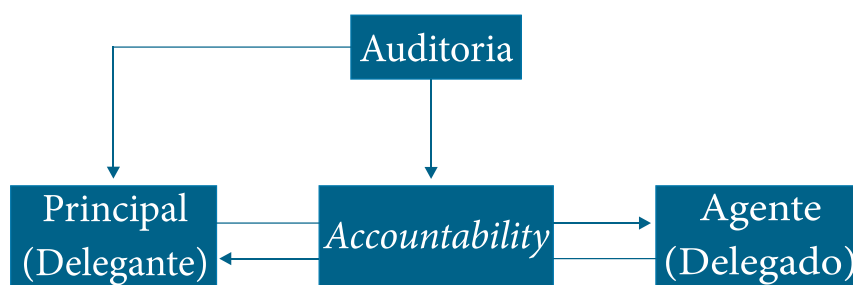 Auditoria
Principal
(Delegante)
Accountability
Agente
(Delegado)